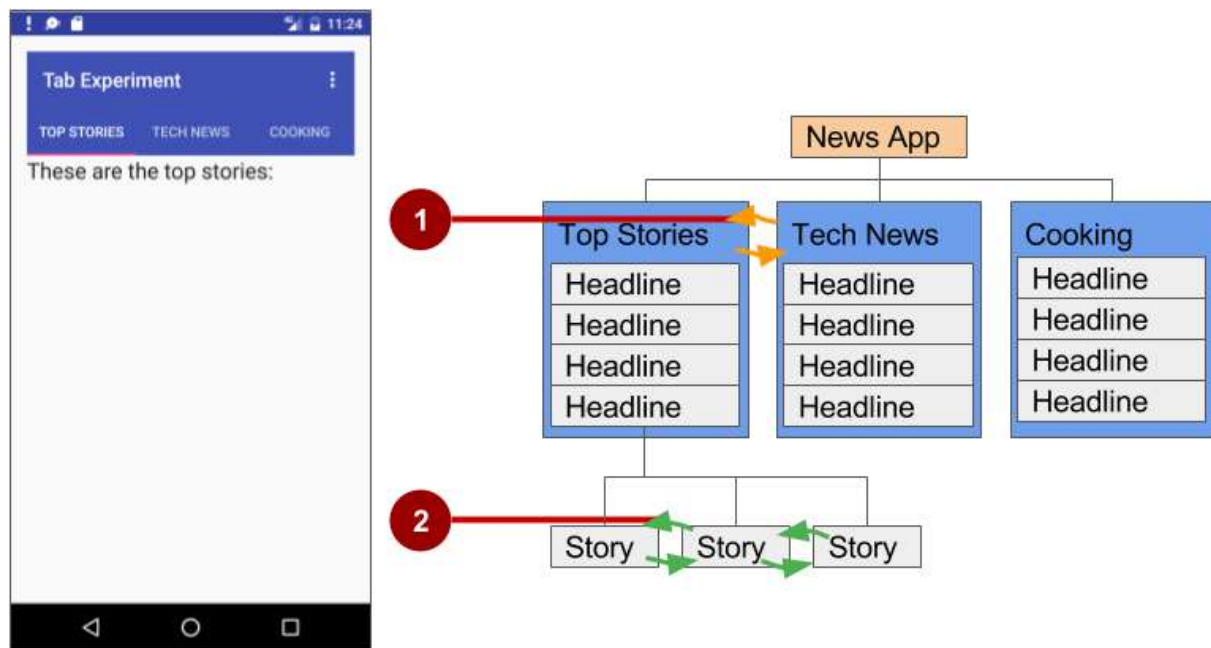 11:24
Tab Experiment
TOP STORIES TECH NEWS COOKING
These are the top stories:
News App
1
Top Stories Tech News Cooking
Headline Headline Headline
Headline Headline Headline
Headline Headline Headline
Headline Headline Headline
2
Story Story Story